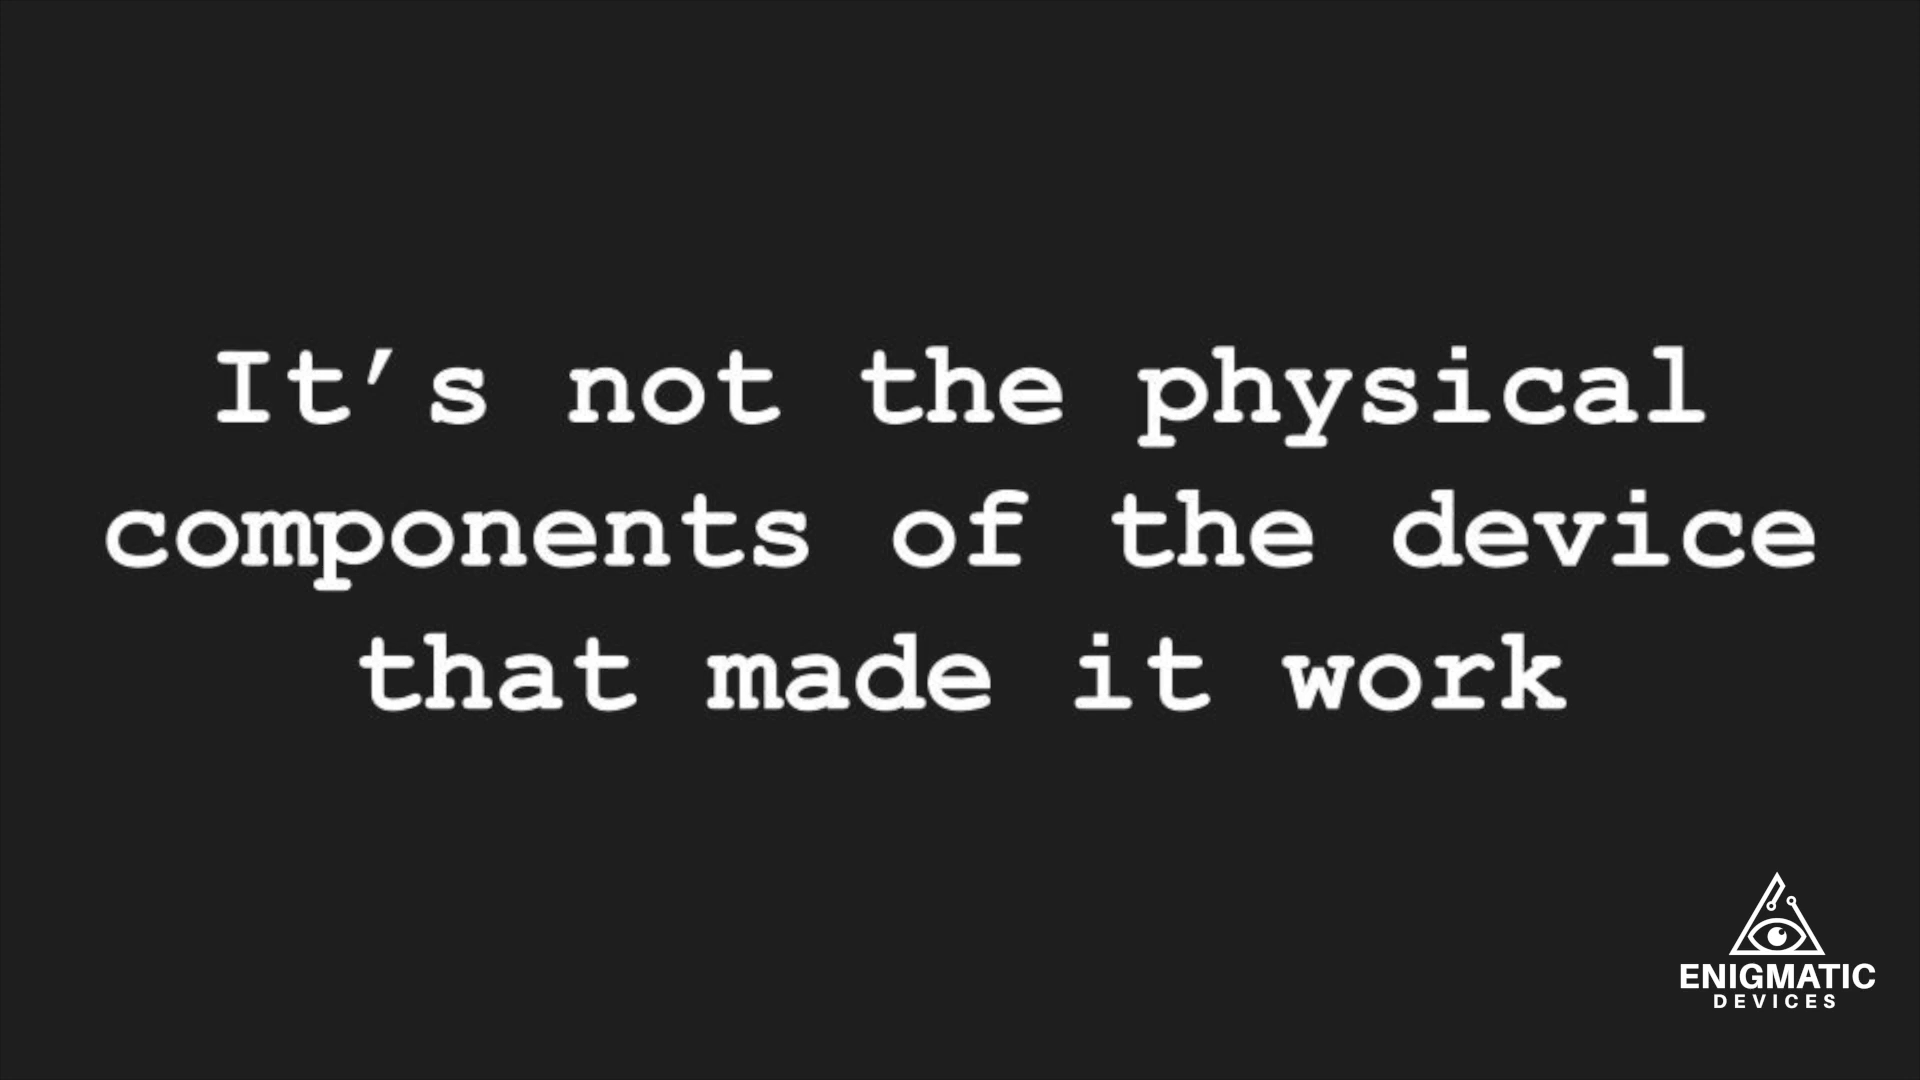 It’s not the physical
components of the device
that made it work
ENIGMATIC
DEVICES